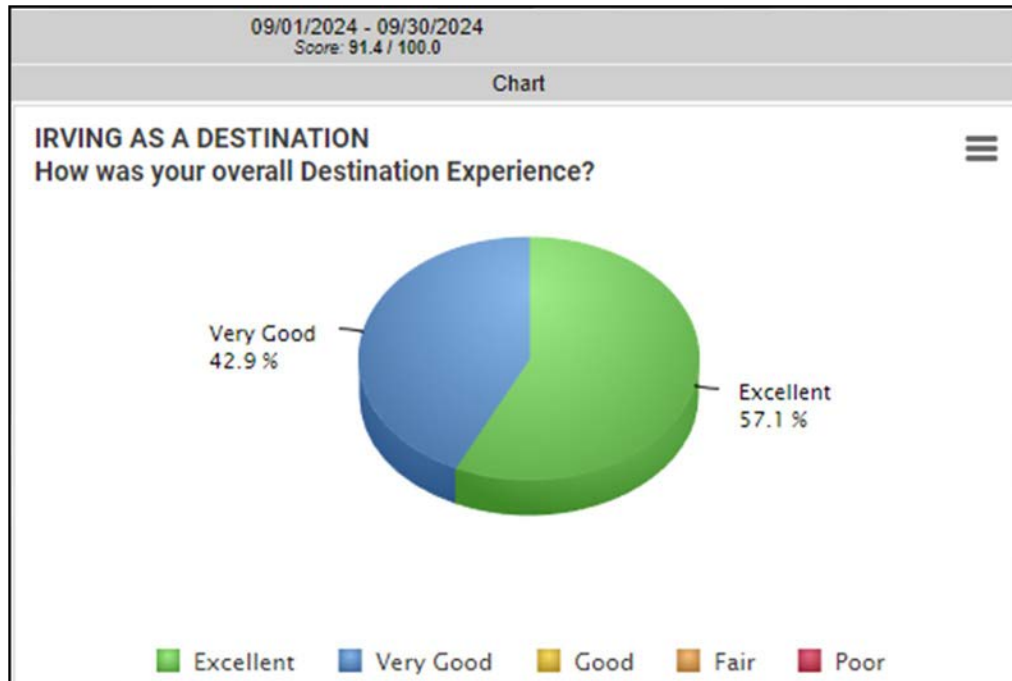 09/01/2024 - 09/30/2024
Score: 91.4 / 100.0
Chart
IRVING AS A DESTINATION
How was your overall Destination Experience?
Very Good
42.9 %
Excellent
57.1 %
Excellent Very Good Good Fair Poor